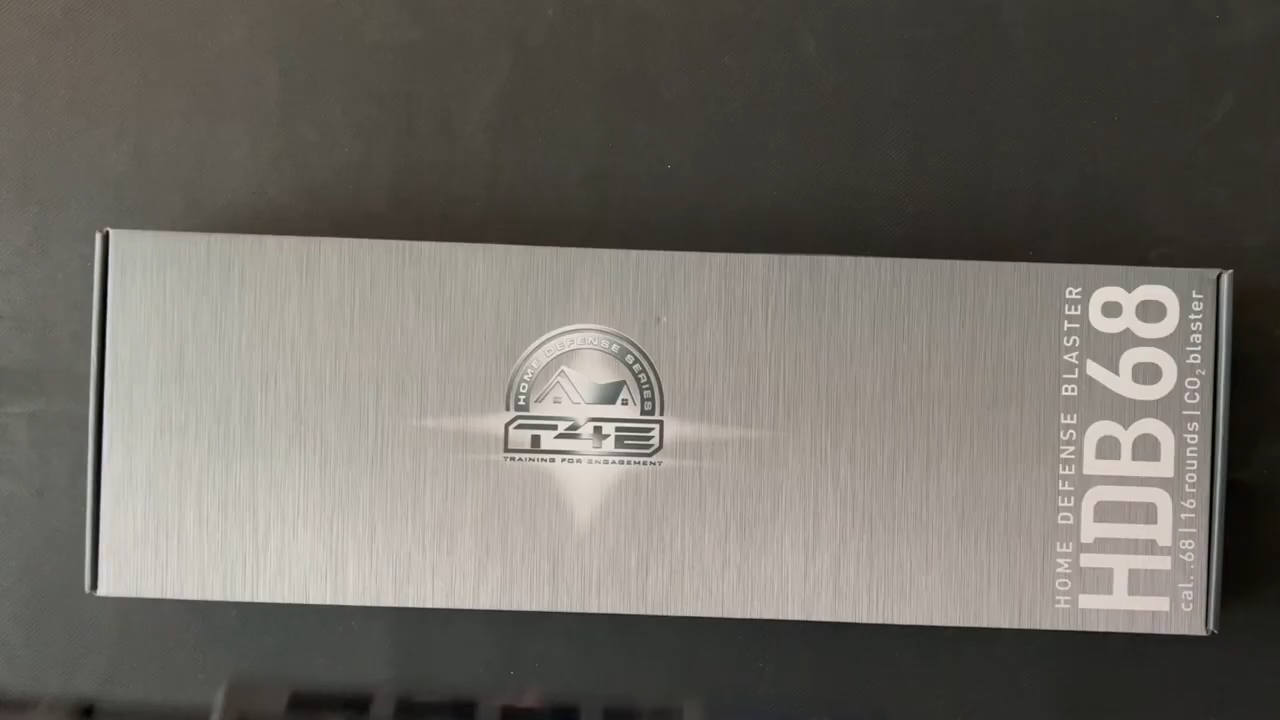 HOME DEFENSE SERIES
T4E
TRAINING FOR ENGAGEMENT
HOME DEFENSE BLASTER
HDB 68
cal. .68 | 16 rounds | CO₂ blaster